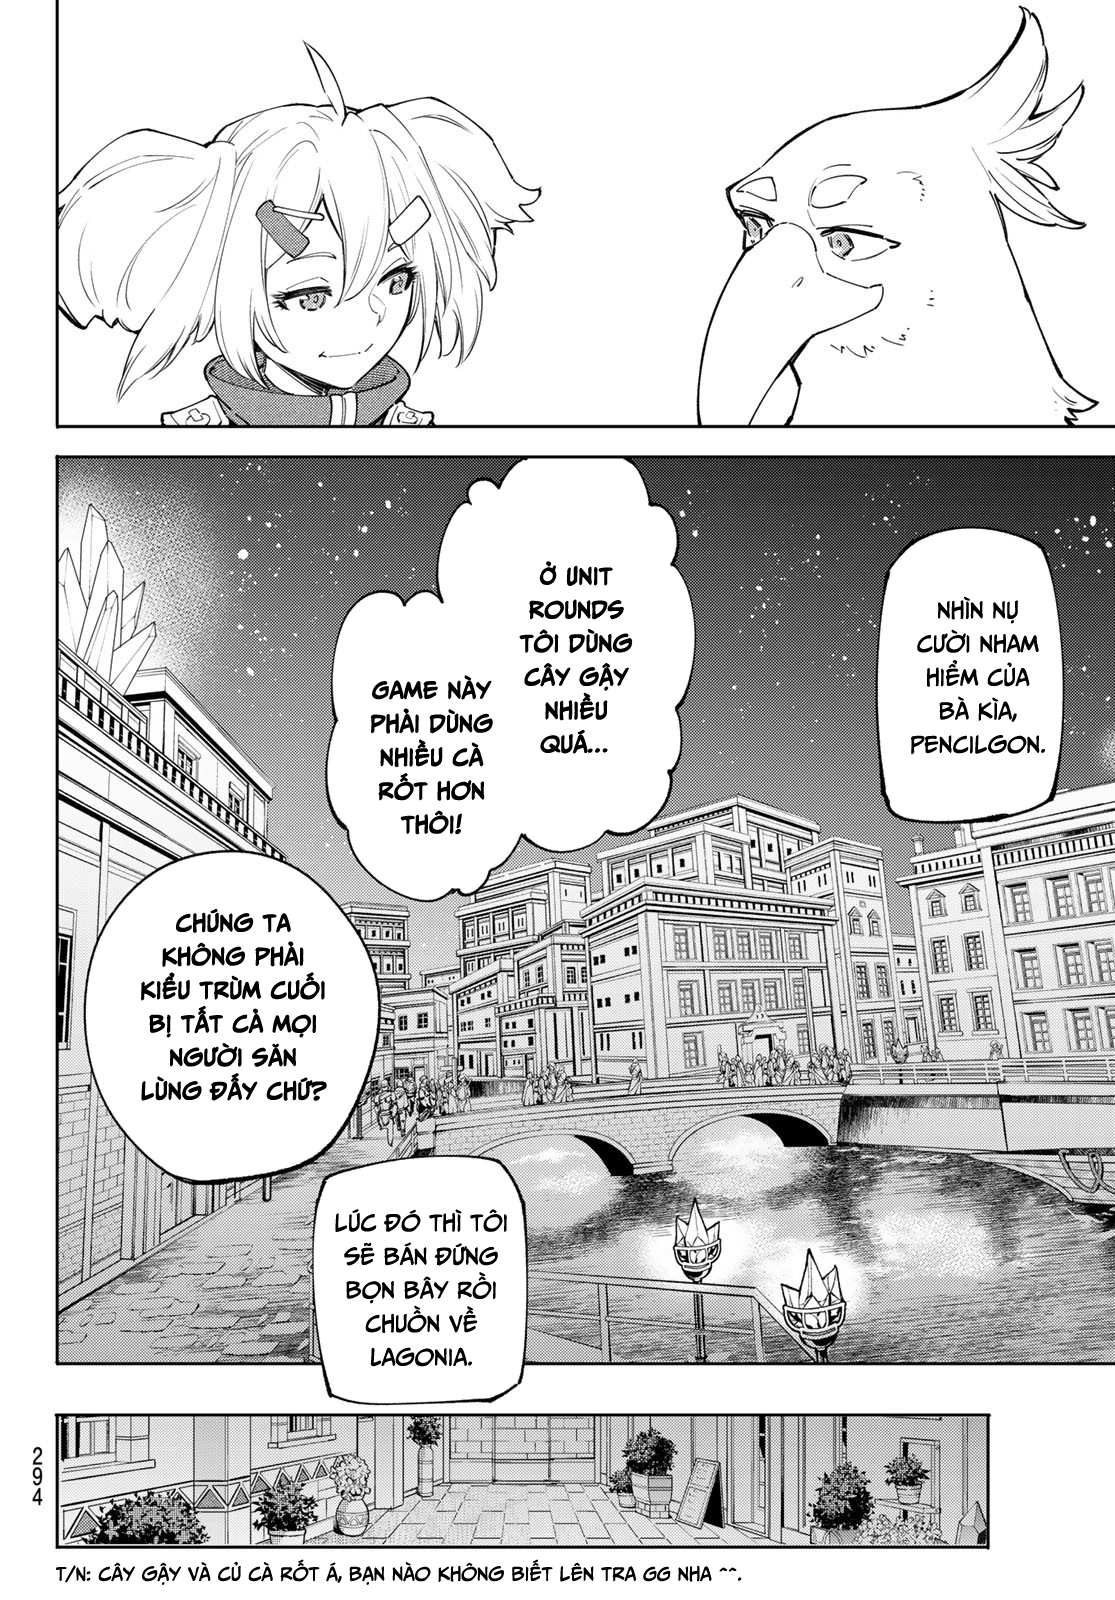 NHÌN NỤ
CƯỜI NHAM
HIỂM CỦA
BÀ KÌA,
PENCILGON.
Ở UNIT
ROUNDS
TÔI DÙNG
CÂY GẬY
NHIỀU
QUÁ...
GAME NÀY
PHẢI DÙNG
NHIỀU CÀ
RỐT HƠN
THÔI!
CHÚNG TA
KHÔNG PHẢI
KIỂU TRÙM CUỐI
BỊ TẤT CẢ MỌI
NGƯỜI SĂN
LÙNG ĐẤY CHỨ?
LÚC ĐÓ THÌ TÔI
SẼ BÁN ĐỨNG
BỌN BÂY RỒI
CHUỒN VỀ
LAGONIA.
294
T/N: CÂY GẬY VÀ CỦ CÀ RỐT Á, BẠN NÀO KHÔNG BIẾT LÊN TRA GG NHA ^^.